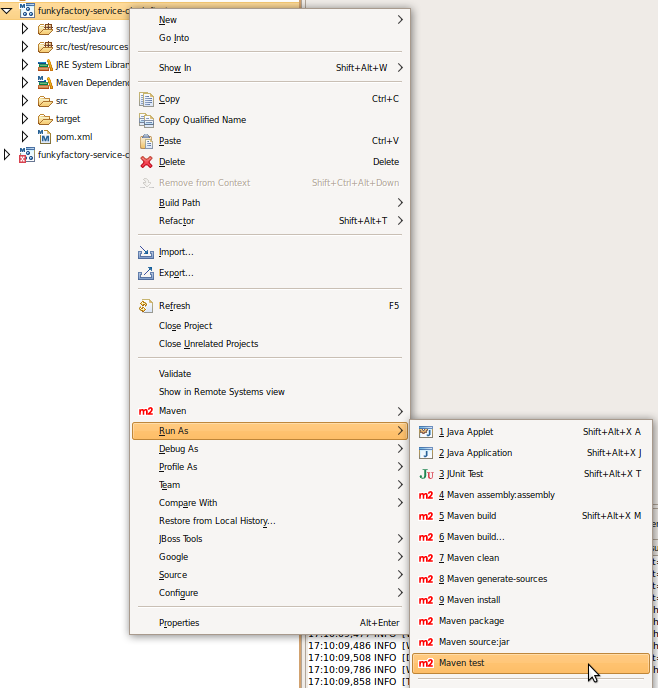 funkyfactory-service-c
src/test/java
src/test/resources
JRE System Librar
Maven Dependenc
src
target
pom.xml
funkyfactory-service-c
New
Go Into
Show In Shift+Alt+W
Copy Ctrl+C
Copy Qualified Name
Paste Ctrl+V
Delete Delete
Remove from Context Shift+Ctrl+Alt+Down
Build Path
Refactor Shift+Alt+T
Import...
Export...
Refresh F5
Close Project
Close Unrelated Projects
Validate
Show in Remote Systems view
m2 Maven
Run As
Debug As
Profile As
Team
Compare With
Restore from Local History...
JBoss Tools
Google
Source
Configure
Properties Alt+Enter
1 Java Applet Shift+Alt+X A
2 Java Application Shift+Alt+X J
Ju 3 JUnit Test Shift+Alt+X T
m2 4 Maven assembly:assembly
m2 5 Maven build Shift+Alt+X M
m2 6 Maven build...
m2 7 Maven clean
m2 8 Maven generate-sources
m2 9 Maven install
m2 Maven package
m2 Maven source:jar
m2 Maven test
17:10:09,486 INFO [W
17:10:09,508 INFO [D
17:10:09,786 INFO [W
17:10:09,858 INFO [T